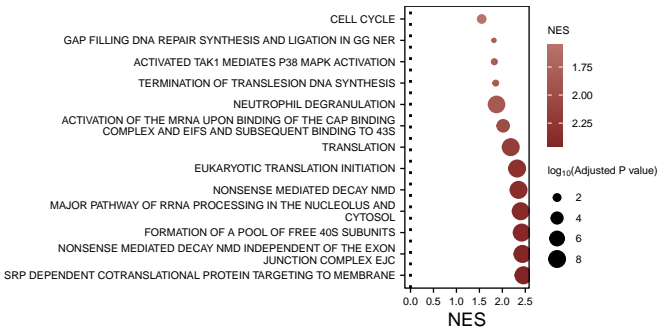 CELL CYCLE
GAP FILLING DNA REPAIR SYNTHESIS AND LIGATION IN GG NER
ACTIVATED TAK1 MEDIATES P38 MAPK ACTIVATION
TERMINATION OF TRANSLESION DNA SYNTHESIS
NEUTROPHIL DEGRANULATION
ACTIVATION OF THE MRNA UPON BINDING OF THE CAP BINDING
COMPLEX AND EIFS AND SUBSEQUENT BINDING TO 43S
TRANSLATION
EUKARYOTIC TRANSLATION INITIATION
NONSENSE MEDIATED DECAY NMD
MAJOR PATHWAY OF RRNA PROCESSING IN THE NUCLEOLUS AND
CYTOSOL
FORMATION OF A POOL OF FREE 40S SUBUNITS
NONSENSE MEDIATED DECAY NMD INDEPENDENT OF THE EXON
JUNCTION COMPLEX EJC
SRP DEPENDENT COTRANSLATIONAL PROTEIN TARGETING TO MEMBRANE
0.0 0.5 1.0 1.5 2.0 2.5
NES
NES
1.75
2.00
2.25
log10(Adjusted P value)
2
4
6
8